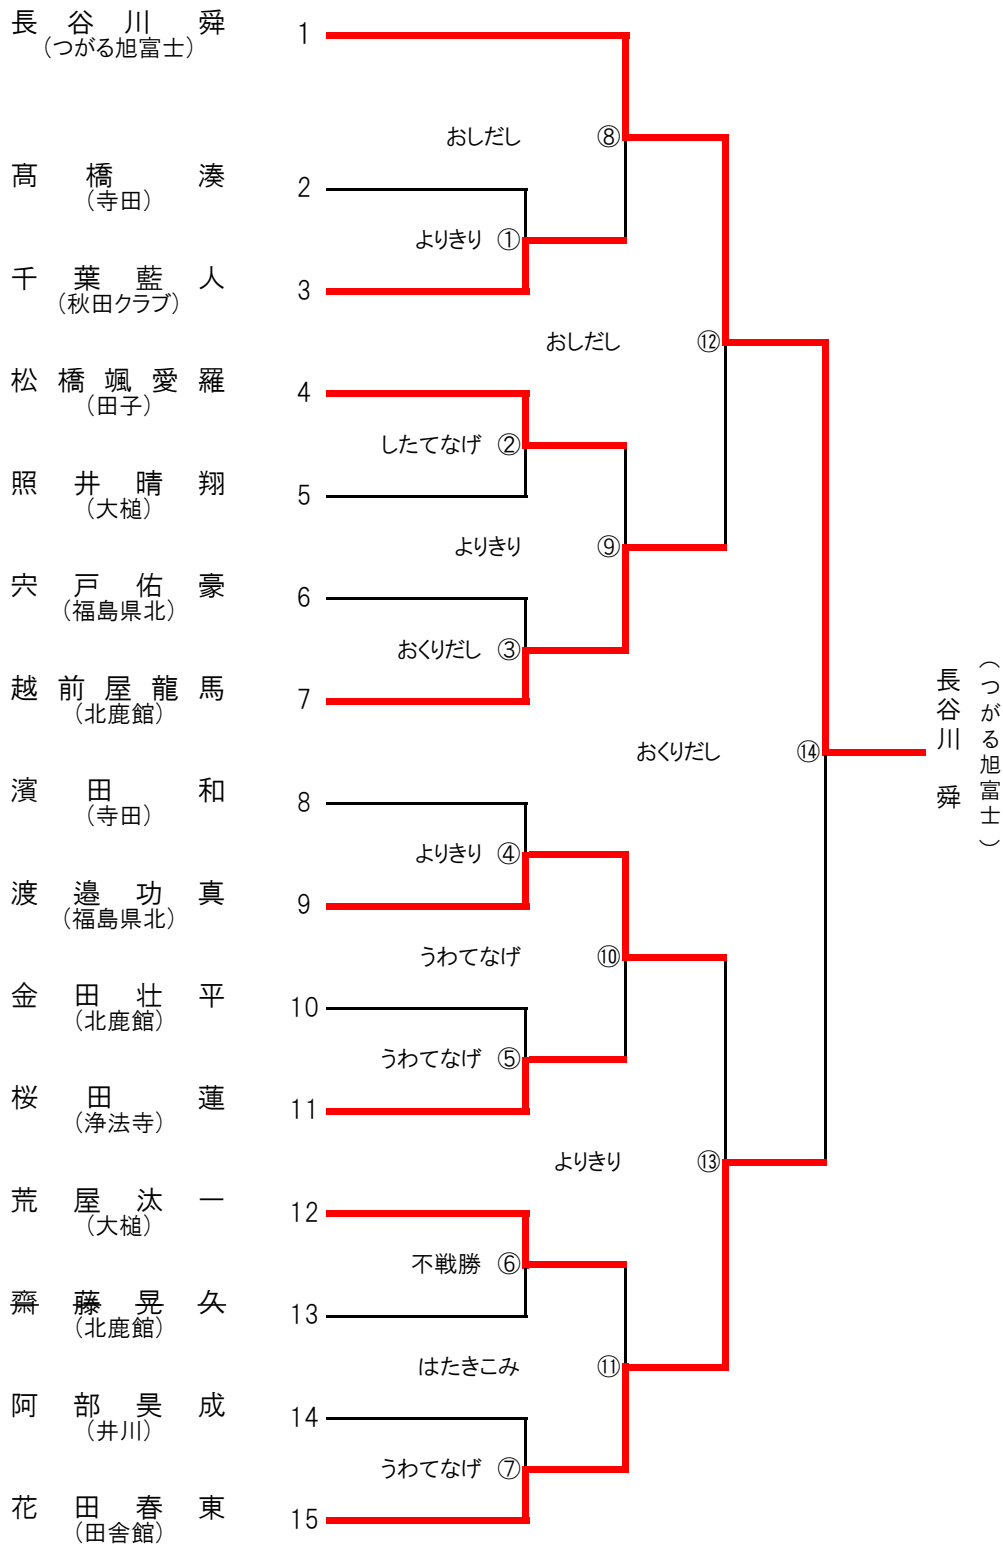 長谷川舜 1
(つがる旭富士)
おしだし ⑧
髙橋湊 2
(寺田)
よりきり ①
千葉藍人 3
(秋田クラブ)
おしだし ⑫
松橋颯愛羅 4
(田子)
したてなげ ②
照井晴翔 5
(大槌)
よりきり ⑨
宍戸佑豪 6
(福島県北)
おくりだし ③
越前屋龍馬 7
(北鹿館)
おくりだし ⑭
長谷川 舜
(つがる旭富士)
濱田和 8
(寺田)
よりきり ④
渡邉功真 9
(福島県北)
うわてなげ ⑩
金田壮平 10
(北鹿館)
うわてなげ ⑤
桜田蓮 11
(浄法寺)
よりきり ⑬
荒屋汰一 12
(大槌)
不戦勝 ⑥
齋藤晃久 13
(北鹿館)
はたきこみ ⑪
阿部昊成 14
(井川)
うわてなげ ⑦
花田春東 15
(田舎館)